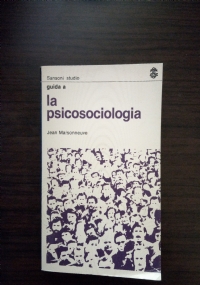 Sansoni studio
guida a
la
psicosociologia
Jean Maisonneuve